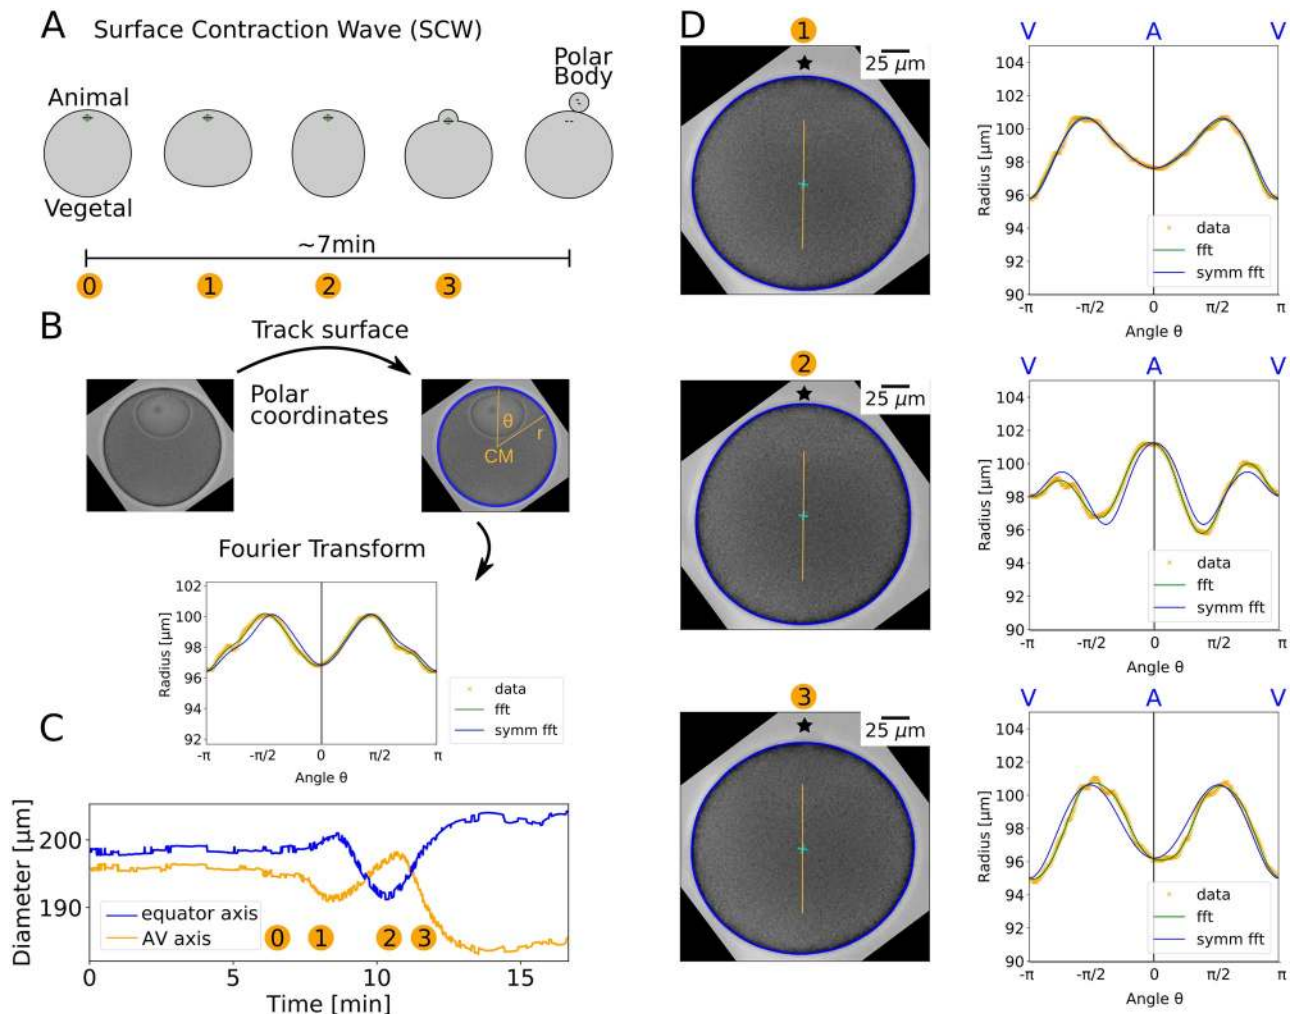 A
Surface Contraction Wave (SCW)
Animal
Vegetal
Polar
Body
~7min
0
1
2
3
B
Track surface
Polar
coordinates
θ
r
CM
Fourier Transform
Radius [µm]
102
100
98
96
94
92
-π
-π/2
0
π/2
π
Angle θ
data
fft
symm fft
C
Diameter [µm]
200
190
equator axis
AV axis
0
1
2
3
0
5
10
15
Time [min]
D
1
25 µm
V
A
V
Radius [µm]
104
102
100
98
96
94
92
90
data
fft
symm fft
-π
-π/2
0
π/2
π
Angle θ
2
25 µm
V
A
V
Radius [µm]
104
102
100
98
96
94
92
90
data
fft
symm fft
-π
-π/2
0
π/2
π
Angle θ
3
25 µm
V
A
V
Radius [µm]
104
102
100
98
96
94
92
90
data
fft
symm fft
-π
-π/2
0
π/2
π
Angle θ